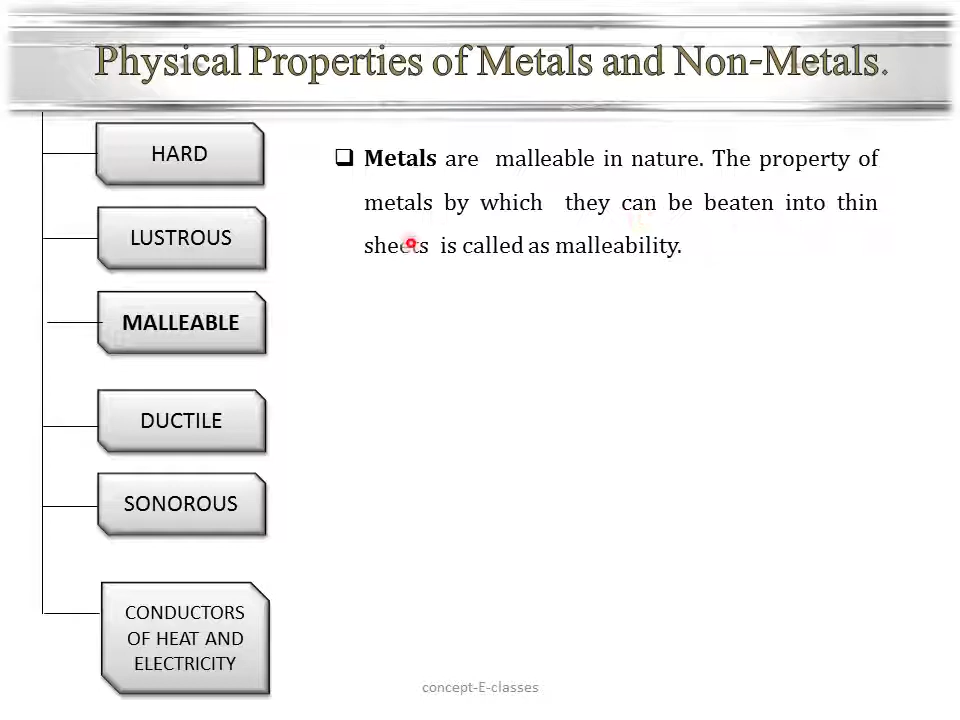 Physical Properties of Metals and Non-Metals.
HARD
LUSTROUS
MALLEABLE
DUCTILE
SONOROUS
CONDUCTORS
OF HEAT AND
ELECTRICITY
Metals are malleable in nature. The property of
metals by which they can be beaten into thin
sheets is called as malleability.
concept-E-classes